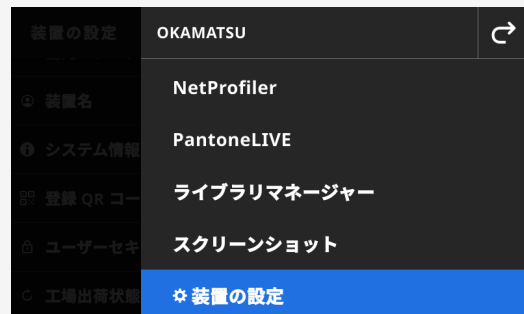 装置の設定
OKAMATSU
NetProfiler
装置名
PantoneLIVE
システム情報
ライブラリマネージャー
登録 QR コー
スクリーンショット
ユーザーセキ
装置の設定
工場出荷状態